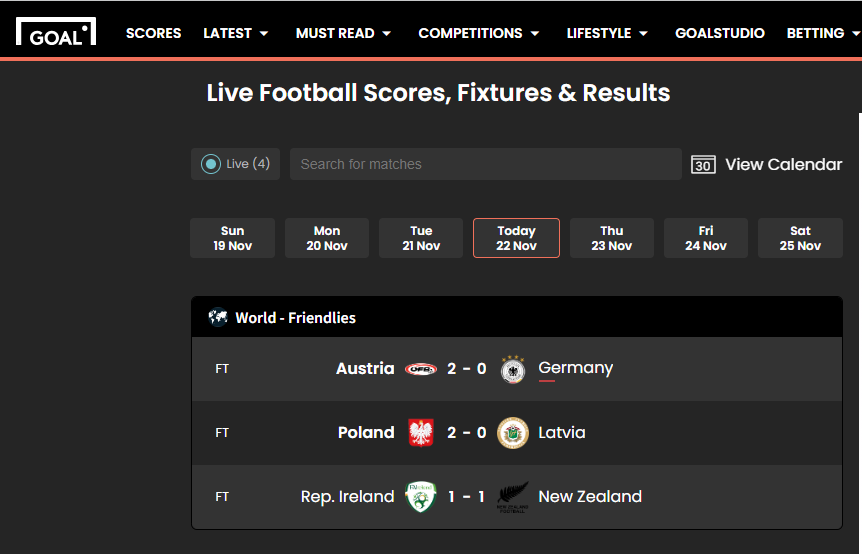 GOAL SCORES LATEST MUST READ COMPETITIONS LIFESTYLE GOALSTUDIO BETTING
Live Football Scores, Fixtures & Results
Live (4) Search for matches 30 View Calendar
Sun Mon Tue Today Thu Fri Sat
19 Nov 20 Nov 21 Nov 22 Nov 23 Nov 24 Nov 25 Nov
World - Friendlies
FT Austria 2 - 0 Germany
FT Poland 2 - 0 Latvia
FT Rep. Ireland 1 - 1 New Zealand